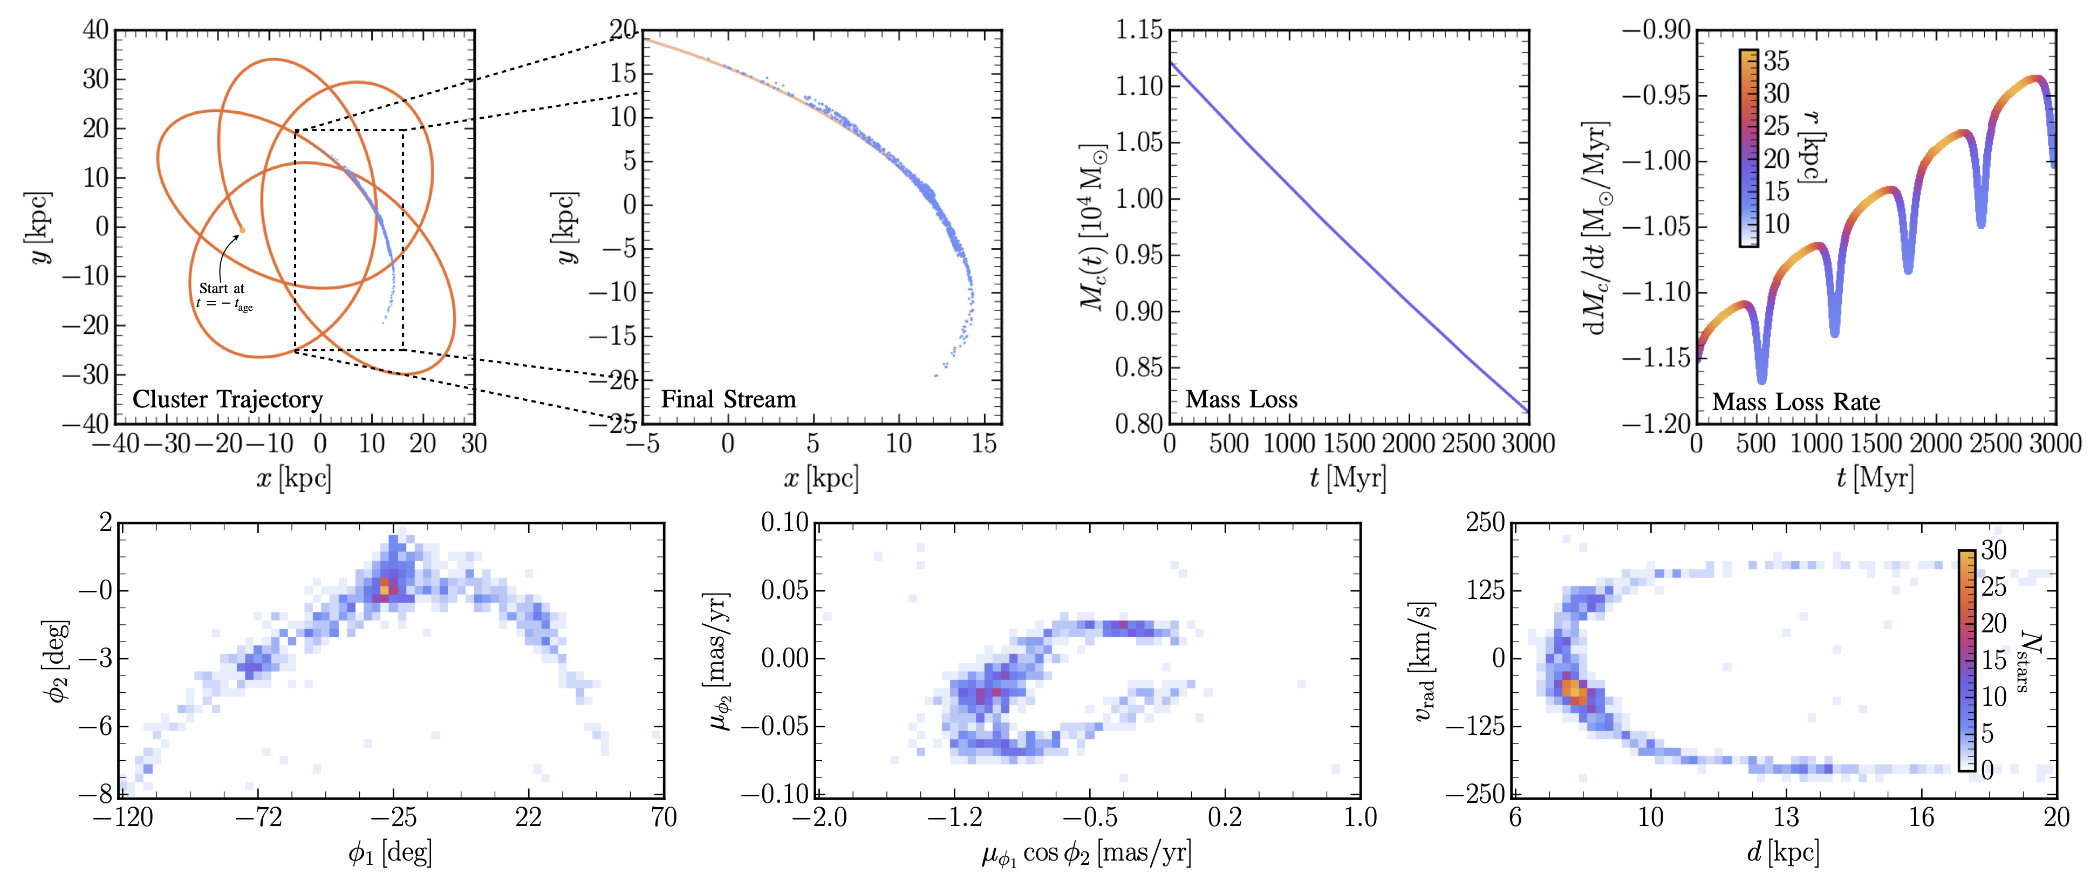 40
30
20
10
0
−10
−20
−30
−40
y [kpc]
−40 −30 −20 −10 0 10 20 30
x [kpc]
Start at
t = − t_age
Cluster Trajectory
20
15
10
5
0
−5
−10
−15
−20
−25
y [kpc]
−5 0 5 10 15
x [kpc]
Final Stream
1.15
1.10
1.05
1.00
0.95
0.90
0.85
0.80
M_c(t) [10^4 M_⊙]
0 500 1000 1500 2000 2500 3000
t [Myr]
Mass Loss
−0.90
−0.95
−1.00
−1.05
−1.10
−1.15
−1.20
dM_c/dt [M_⊙/Myr]
0 500 1000 1500 2000 2500 3000
t [Myr]
35
30
25
20
15
10
r [kpc]
Mass Loss Rate
2
−0
−3
−6
−8
ϕ_2 [deg]
−120 −72 −25 22 70
ϕ_1 [deg]
0.10
0.05
0.00
−0.05
−0.10
μ_ϕ_2 [mas/yr]
−2.0 −1.2 −0.5 0.2 1.0
μ_ϕ_1 cos ϕ_2 [mas/yr]
250
125
0
−125
−250
v_rad [km/s]
6 10 13 16 20
d [kpc]
30
25
20
15
10
5
0
N_stars